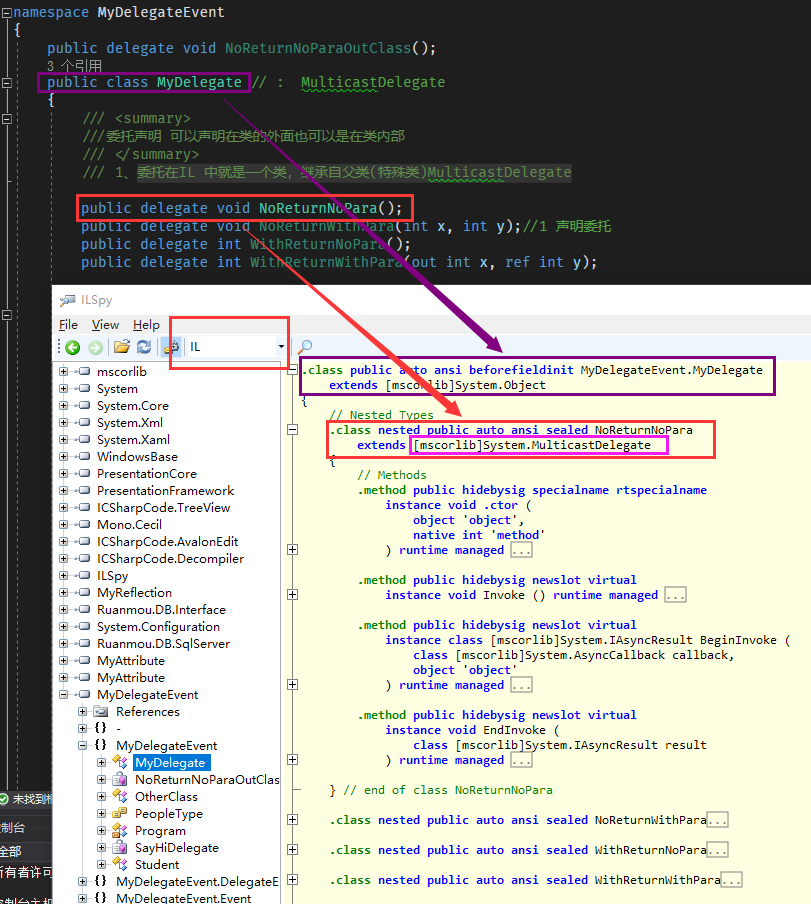 namespace MyDelegateEvent
{
public delegate void NoReturnNoParaOutClass();
3 个引用
public class MyDelegate // : MulticastDelegate
{
/// <summary>
///委托声明 可以声明在类的外面也可以是在类内部
/// </summary>
/// 1、委托在IL 中就是一个类，继承自父类(特殊类)MulticastDelegate
public delegate void NoReturnNoPara();
public delegate void NoReturnWithPara(int x, int y);//1 声明委托
public delegate int WithReturnNoPara();
public delegate int WithReturnWithPara(out int x, ref int y);
ILSpy
File View Help
IL
mscorlib
System
System.Core
System.Xml
System.Xaml
WindowsBase
PresentationCore
PresentationFramework
ICSharpCode.TreeView
Mono.Cecil
ICSharpCode.AvalonEdit
ICSharpCode.Decompiler
ILSpy
MyReflection
Ruanmou.DB.Interface
System.Configuration
Ruanmou.DB.SqlServer
MyAttribute
MyAttribute
MyDelegateEvent
References
{} -
{} MyDelegateEvent
MyDelegate
NoReturnNoParaOutClas
OtherClass
PeopleType
Program
SayHiDelegate
Student
{} MyDelegateEvent.DelegateE
{} MyDelegateEvent.Event
.class public auto ansi beforefieldinit MyDelegateEvent.MyDelegate
extends [mscorlib]System.Object
{
// Nested Types
.class nested public auto ansi sealed NoReturnNoPara
extends [mscorlib]System.MulticastDelegate
{
// Methods
.method public hidebysig specialname rtspecialname
instance void .ctor (
object 'object',
native int 'method'
) runtime managed ...
.method public hidebysig newslot virtual
instance void Invoke () runtime managed ...
.method public hidebysig newslot virtual
instance class [mscorlib]System.IAsyncResult BeginInvoke (
class [mscorlib]System.AsyncCallback callback,
object 'object'
) runtime managed ...
.method public hidebysig newslot virtual
instance void EndInvoke (
class [mscorlib]System.IAsyncResult result
) runtime managed ...
} // end of class NoReturnNoPara
.class nested public auto ansi sealed NoReturnWithPara...
.class nested public auto ansi sealed WithReturnNoPara...
.class nested public auto ansi sealed WithReturnWithPara...
未找到
控制台
全部
所有者许可